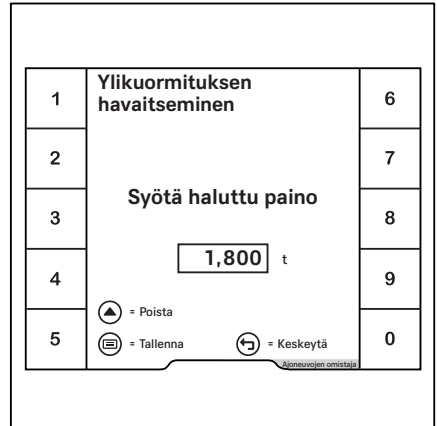 Ylikuormituksen
havaitseminen
1
2
3
4
5
6
7
8
9
0
Syötä haluttu paino
1,800 t
= Poista
= Tallenna
= Keskeytä
Ajoneuvojen omistaja